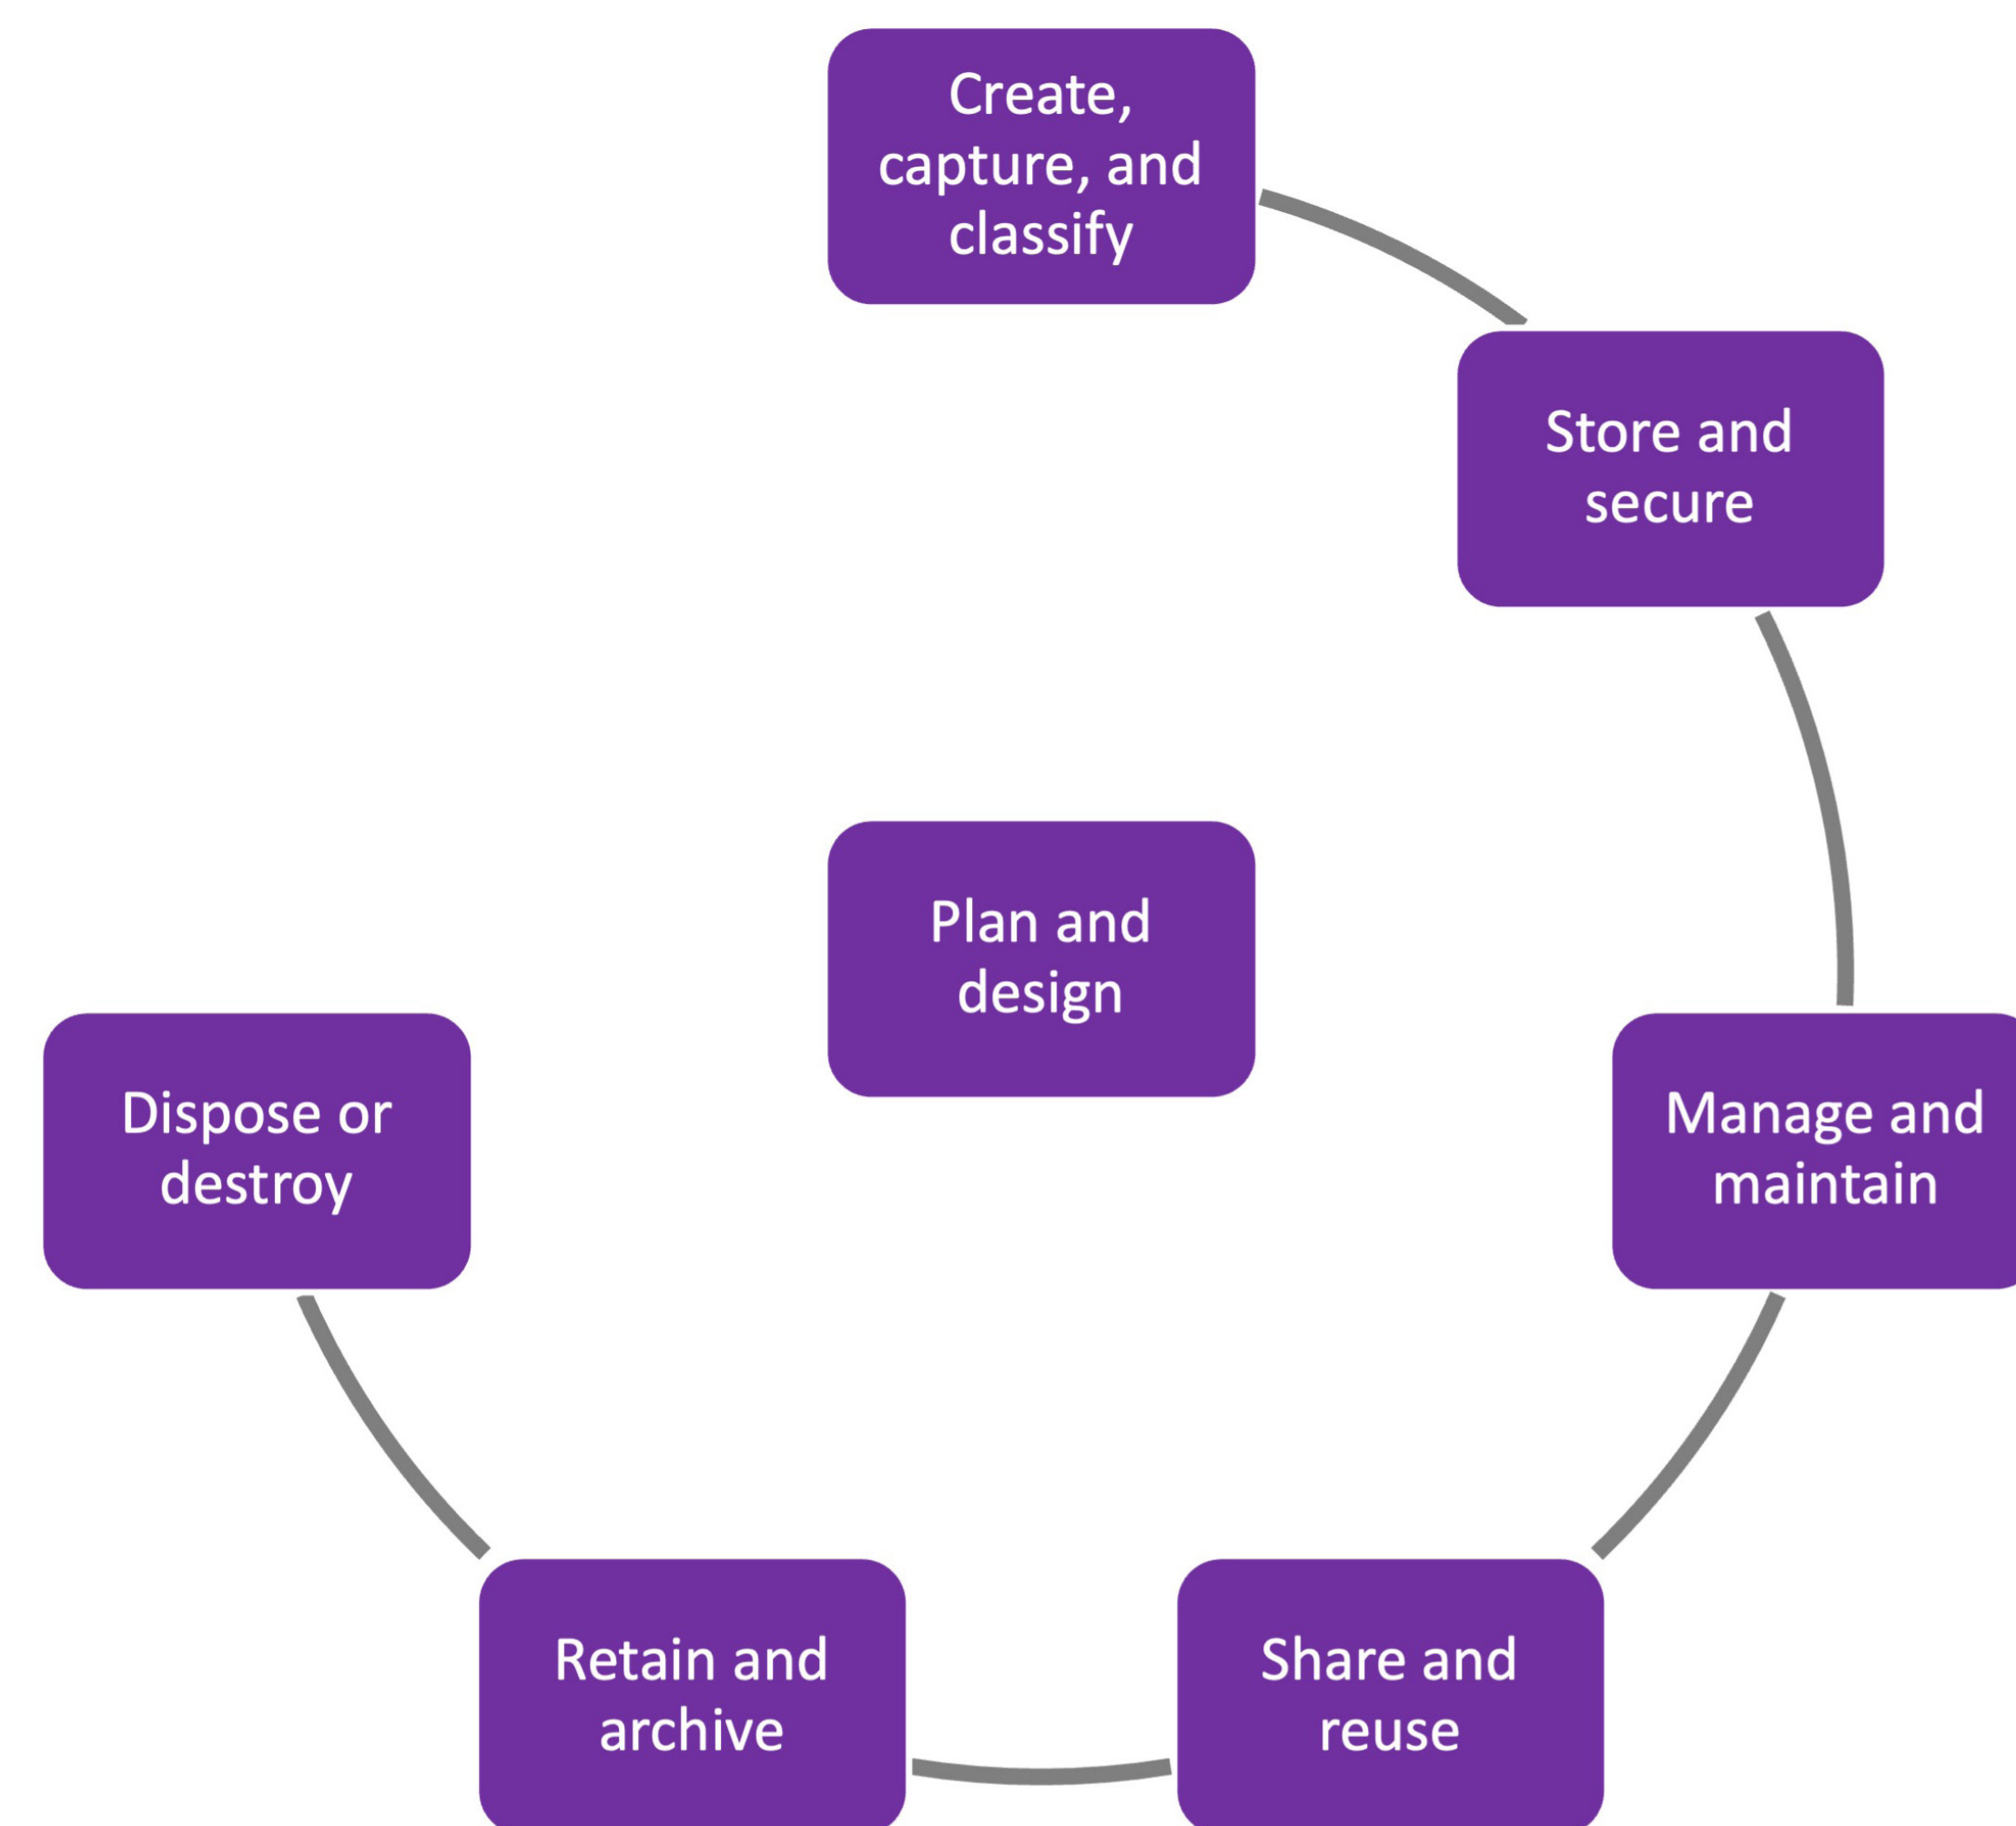 Create,
capture, and
classify
Store and
secure
Plan and
design
Dispose or
destroy
Manage and
maintain
Retain and
archive
Share and
reuse